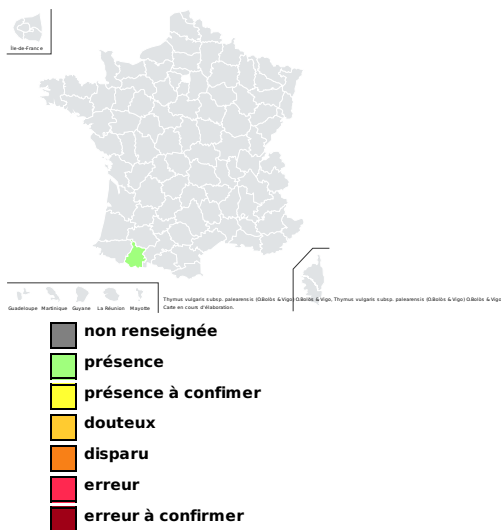 Île-de-France
Guadeloupe Martinique Guyane La Réunion Mayotte
Thymus vulgaris subsp. palearensis (O.Bolòs & Vigo) O.Bolòs & Vigo, Thymus vulgaris subsp. palearensis (O.Bolòs & Vigo) O.Bolòs & Vigo
Carte en cours d'élaboration.
non renseignée
présence
présence à confimer
douteux
disparu
erreur
erreur à confirmer